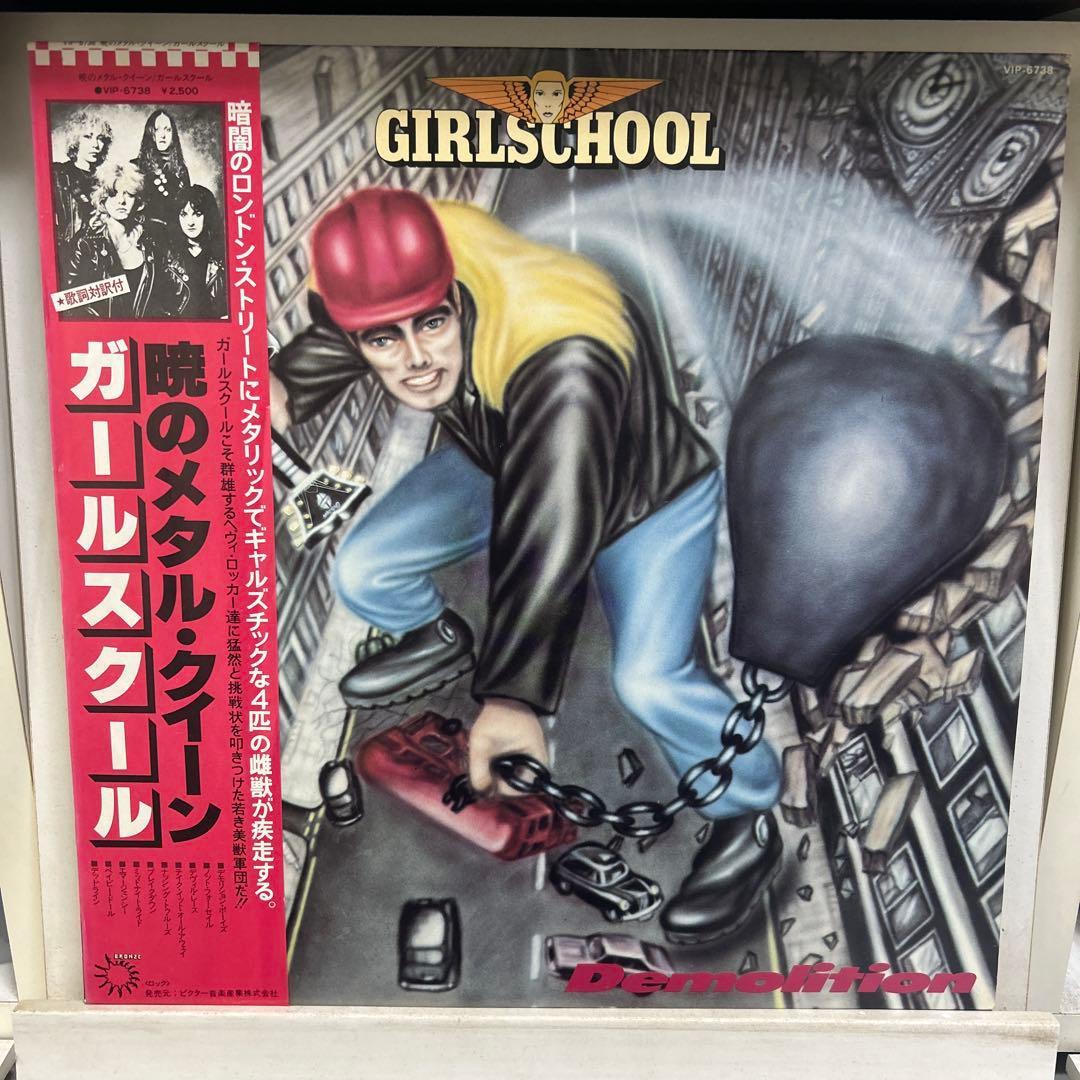 VIP-6738 暁のメタル・クイーン/ガールスクール
暁のメタル・クイーン/ガールスクール
●VIP-6738 ¥2,500
★歌詞対訳付
暗闇のロンドン・ストリートにメタリックでギャルズチックな4匹の雌獣が疾走する。
ガールスクールこそ群雄するヘヴィ・ロッカー達に猛然と挑戦状を叩きつけた若き美獣軍団だ!!
暁のメタル・クイーン
ガールスクール
■デモリション・ボーイズ
■ノット・フォー・セイル
■デヴィル・レース
■テイク・イット・オール・アウェイ
■ナッシング・トゥ・ルーズ
■ブレイクダウン
■ミッドナイト・ライド
■エマージェンシー
■ベイビー・ドール
■デッドライン
BRONZE
〈ロック〉
発売元:ビクター音楽産業株式会社
GIRLSCHOOL
VIP-6738
Demolition